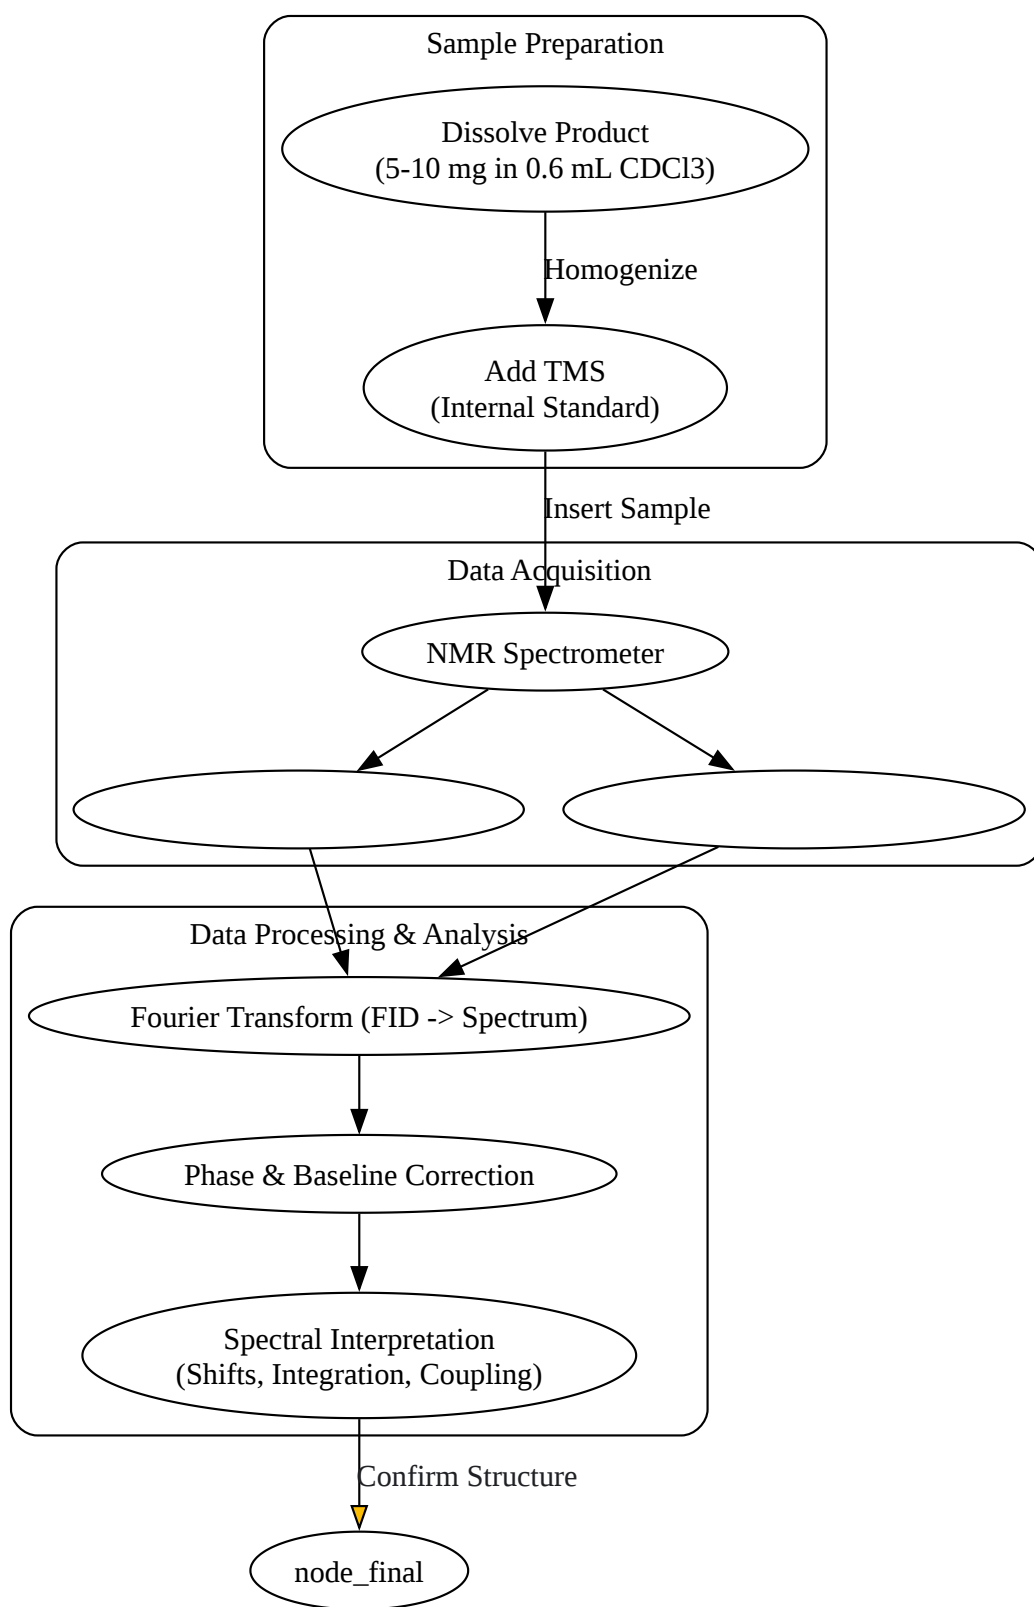 Sample Preparation
Dissolve Product
(5-10 mg in 0.6 mL CDCl3)
Homogenize
Add TMS
(Internal Standard)
Insert Sample
Data Acquisition
NMR Spectrometer
Data Processing & Analysis
Fourier Transform (FID -> Spectrum)
Phase & Baseline Correction
Spectral Interpretation
(Shifts, Integration, Coupling)
Confirm Structure
node_final